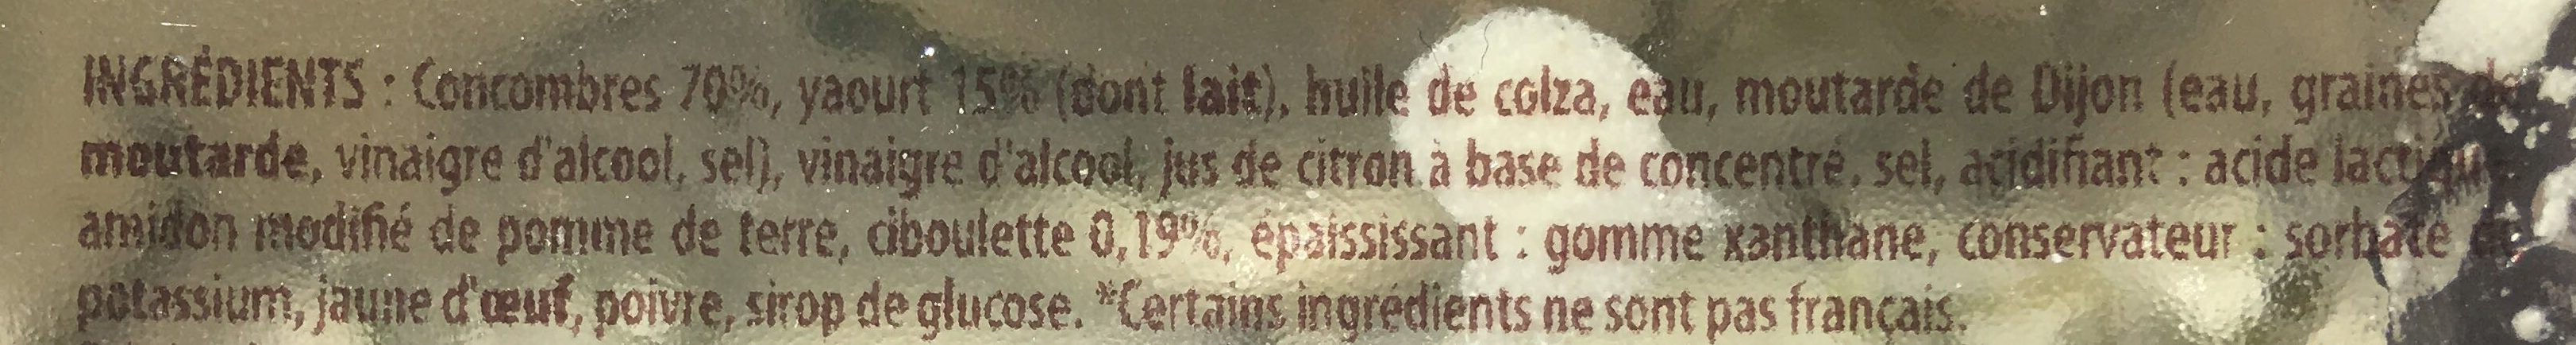 INGRÉDIENTS : Concombres 70%, yaourt 15% (dont lait), huile de colza, eau, moutarde de Dijon (eau, graines de
moutarde, vinaigre d'alcool, sel), vinaigre d'alcool, jus de citron à base de concentré, sel, acidifiant : acide lactique,
amidon modifié de pomme de terre, ciboulette 0,19%, épaississant : gomme xanthane, conservateur : sorbate de
potassium, jaune d'œuf, poivre, sirop de glucose. *Certains ingrédients ne sont pas français.